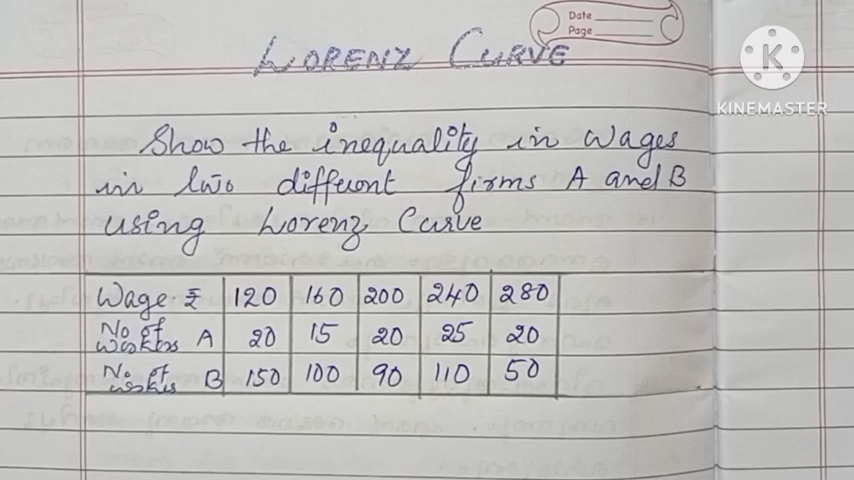 Date
Page
LORENZ CURVE
K
KINEMASTER
Show the inequality in wages
in two different firms A and B
using Lorenz Curve
Wage ₹ 120 160 200 240 280
No of workers A 20 15 20 25 20
No of workers B 150 100 90 110 50